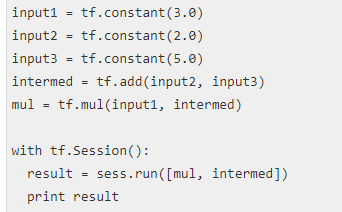 input1 = tf.constant(3.0)
input2 = tf.constant(2.0)
input3 = tf.constant(5.0)
intermed = tf.add(input2, input3)
mul = tf.mul(input1, intermed)

with tf.Session():
  result = sess.run([mul, intermed])
  print result